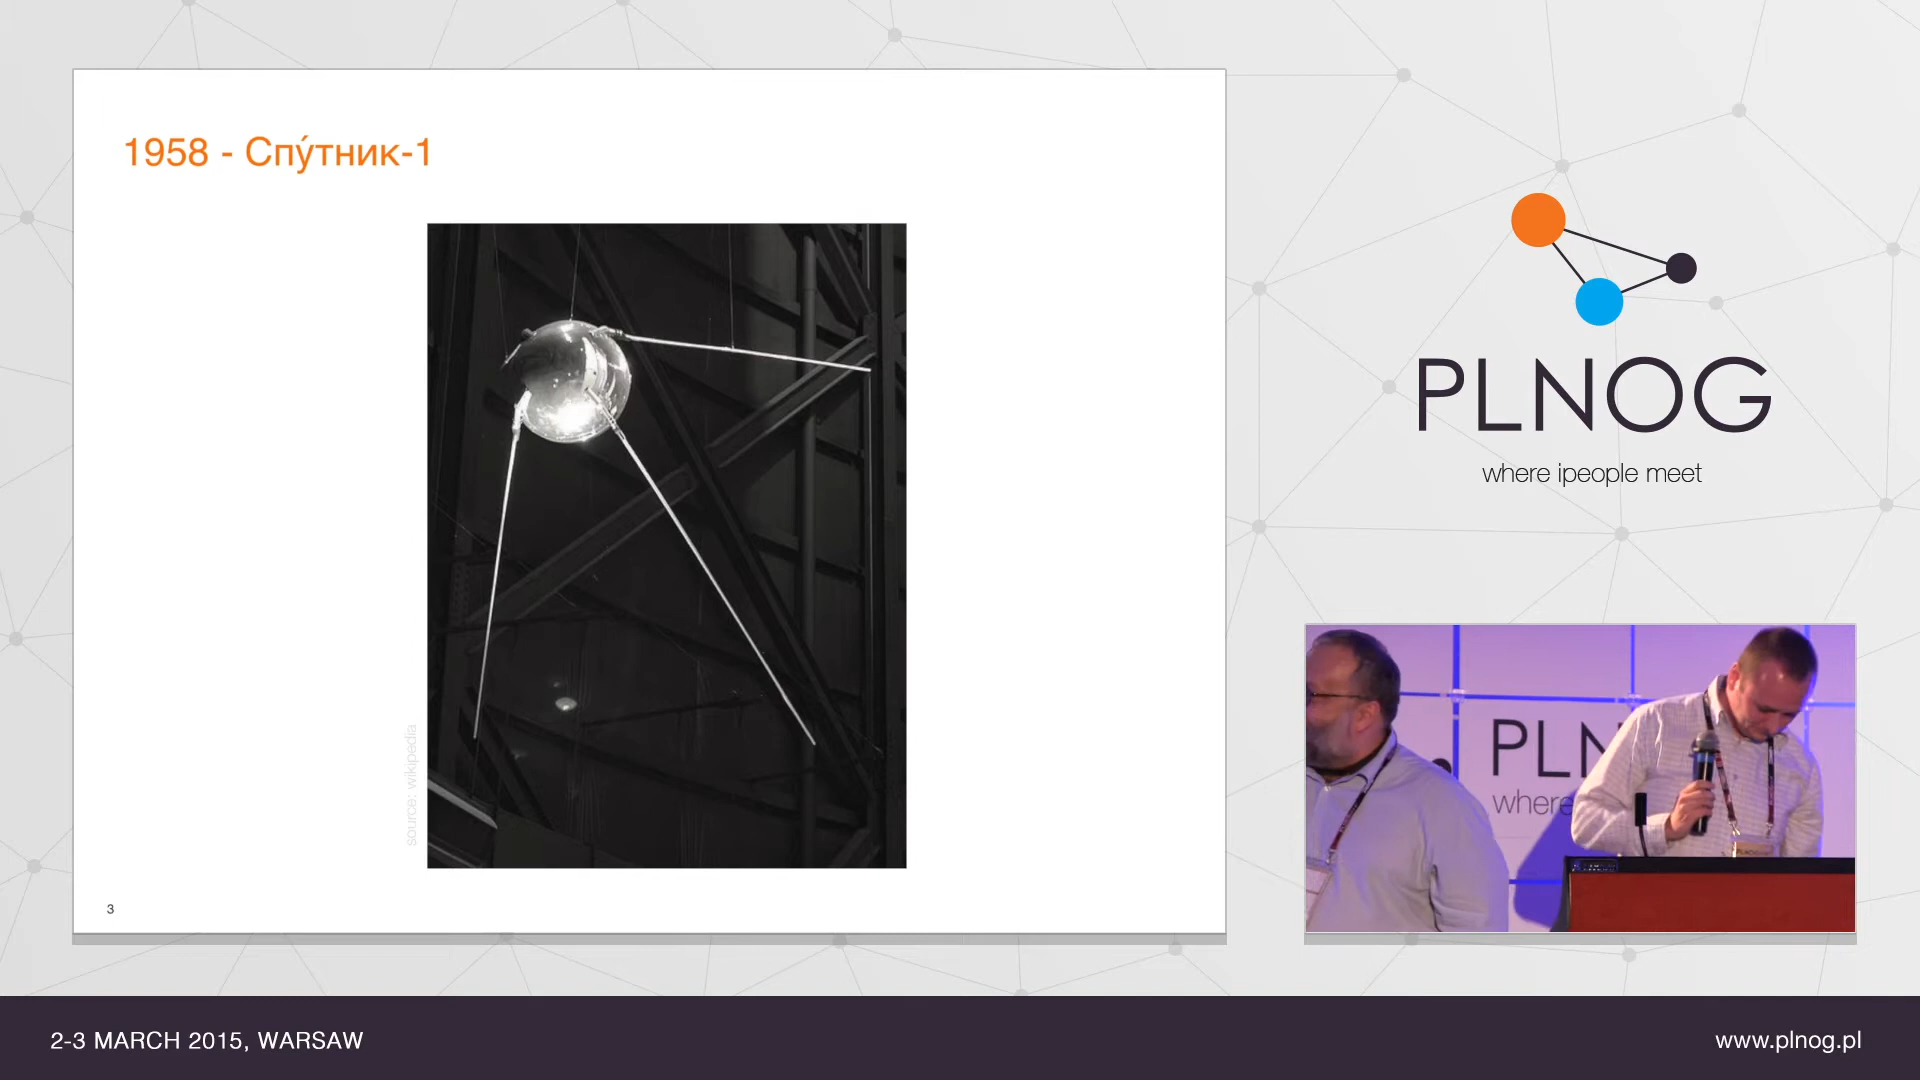 1958 - Спу́тник-1
source: wikipedia
3
PLNOG
where ipeople meet
PLN
where
2-3 MARCH 2015, WARSAW
www.plnog.pl